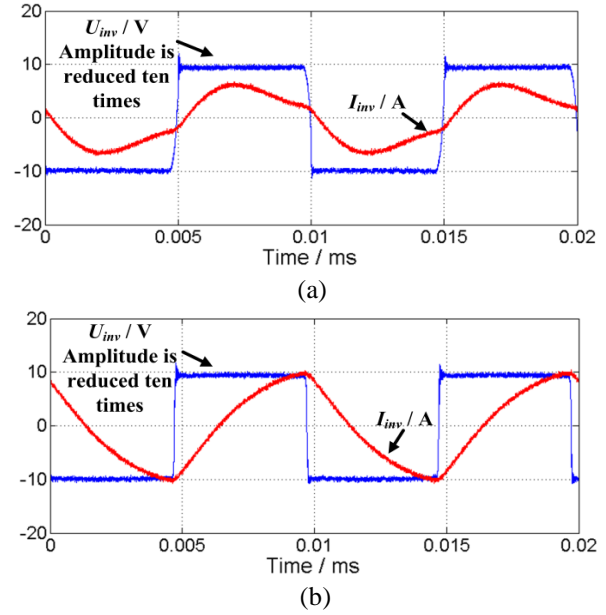 U_inv / V
Amplitude is
reduced ten
times
I_inv / A
20
10
0
-10
-20
0
0.005
0.01
0.015
0.02
Time / ms
(a)
U_inv / V
Amplitude is
reduced ten
times
I_inv / A
20
10
0
-10
-20
0
0.005
0.01
0.015
0.02
Time / ms
(b)